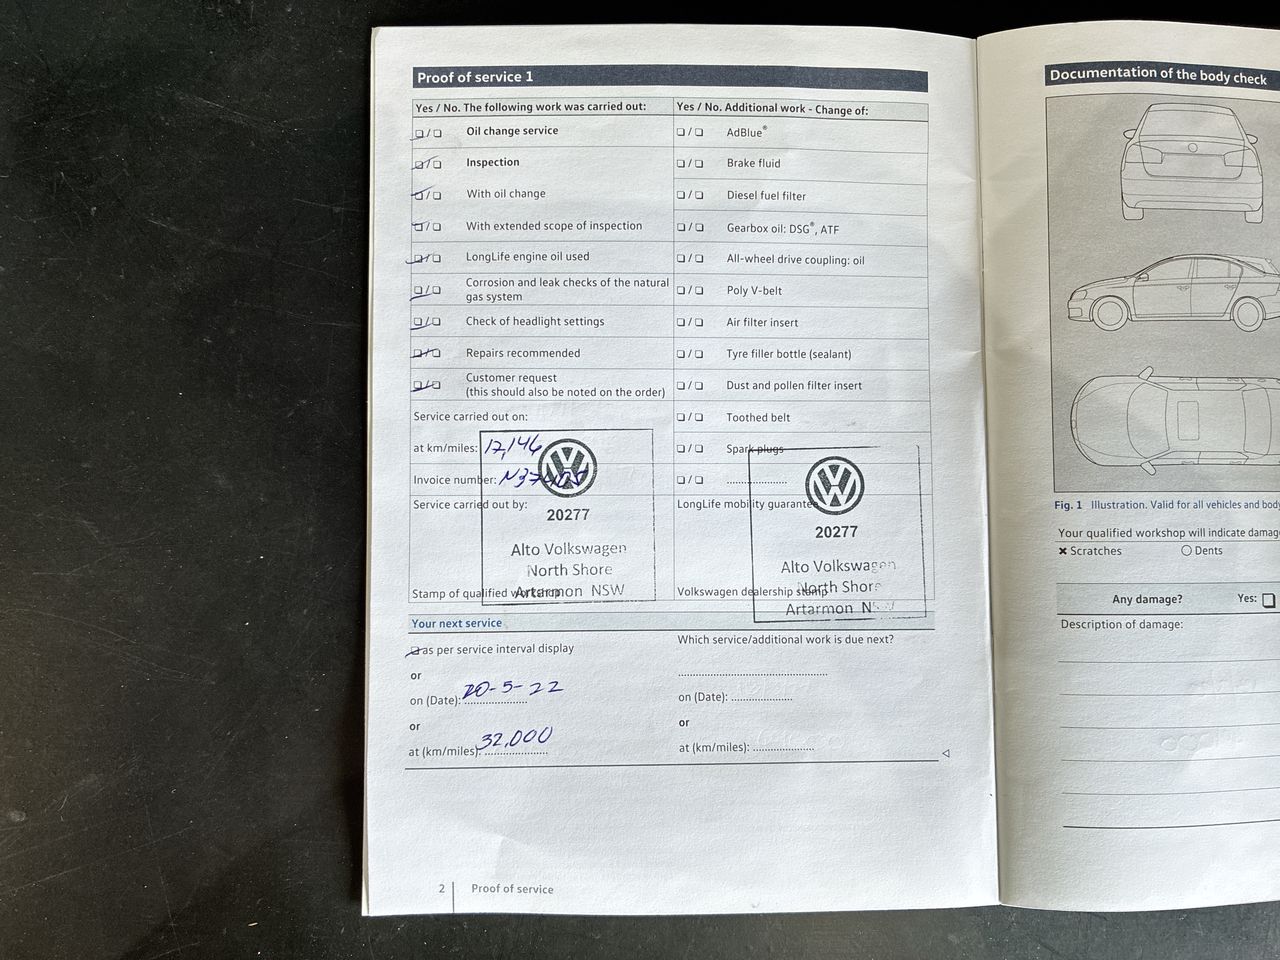 Proof of service 1
Yes / No. The following work was carried out:
❑ / ❑ Oil change service
❑ / ❑ Inspection
❑ / ❑ With oil change
❑ / ❑ With extended scope of inspection
❑ / ❑ LongLife engine oil used
❑ / ❑ Corrosion and leak checks of the natural
gas system
❑ / ❑ Check of headlight settings
❑ / ❑ Repairs recommended
❑ / ❑ Customer request
(this should also be noted on the order)
Service carried out on:
at km/miles: 17,146
Invoice number:
Service carried out by:
20277
Alto Volkswagen
North Shore
Artarmon NSW
Stamp of qualified workshop
Yes / No. Additional work - Change of:
❑ / ❑ AdBlue®
❑ / ❑ Brake fluid
❑ / ❑ Diesel fuel filter
❑ / ❑ Gearbox oil: DSG®, ATF
❑ / ❑ All-wheel drive coupling: oil
❑ / ❑ Poly V-belt
❑ / ❑ Air filter insert
❑ / ❑ Tyre filler bottle (sealant)
❑ / ❑ Dust and pollen filter insert
❑ / ❑ Toothed belt
❑ / ❑ Spark plugs
❑ / ❑ ....................
LongLife mobility guarantee
20277
Alto Volkswagen
North Shore
Artarmon NSW
Volkswagen dealership stamp
Your next service
❑ as per service interval display
or
on (Date): 20-5-22
or
at (km/miles): 32,000
Which service/additional work is due next?
..................................................
on (Date): ....................
or
at (km/miles): ....................
2 Proof of service
Documentation of the body check
Fig. 1 Illustration. Valid for all vehicles and body
Your qualified workshop will indicate
× Scratches ○ Dents
Any damage? Yes: ❑
Description of damage: